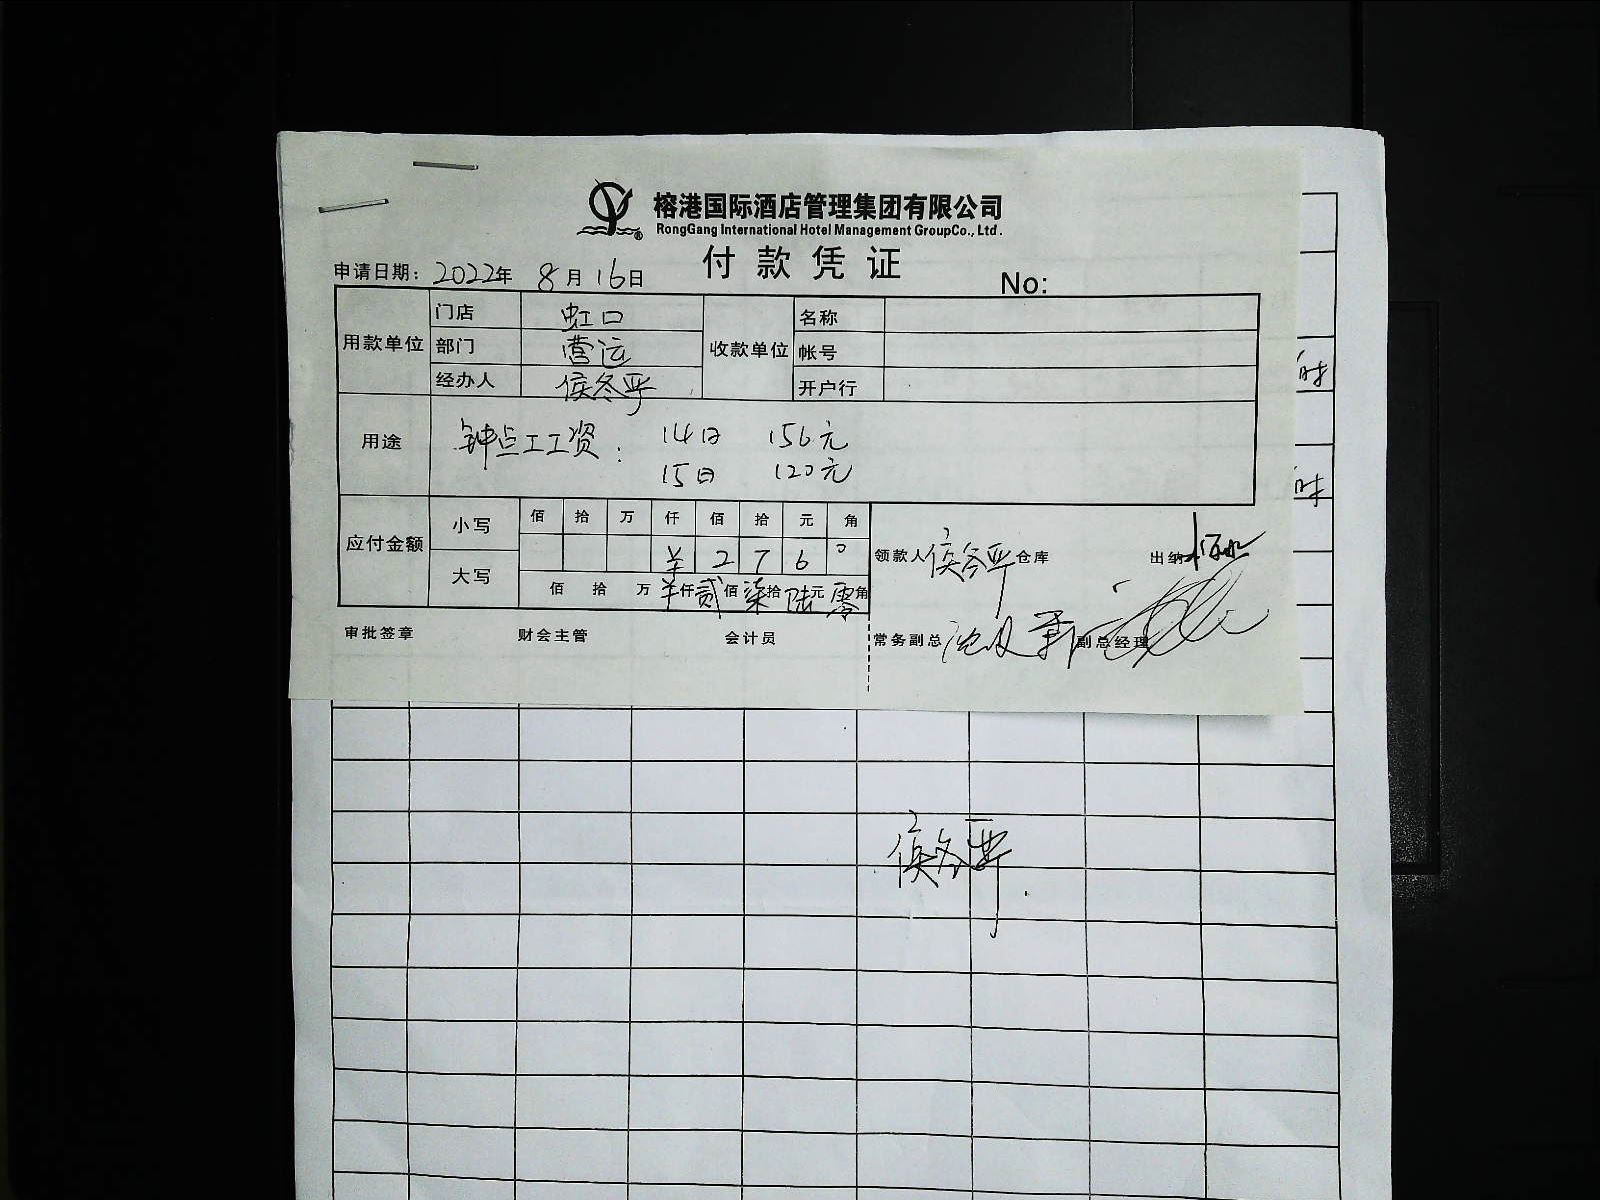 榕港国际酒店管理集团有限公司
RongGang International Hotel Management GroupCo., Ltd.
付款凭证
申请日期: 2022年 8月16日 No:
用款单位 门店 虹口 收款单位 名称
部门 营运 帐号
经办人 侯冬平 开户行
用途 钟点工工资: 14日 156元
15日 120元
应付金额 小写 佰 拾 万 仟 佰 拾 元 角
羊 2 7 6 0
大写 佰 拾 万 羊仟贰佰柒拾陆元零角
领款人 侯冬平 仓库 出纳
审批签章 财会主管 会计员 常务副总 副总经理
时
时
侯冬平